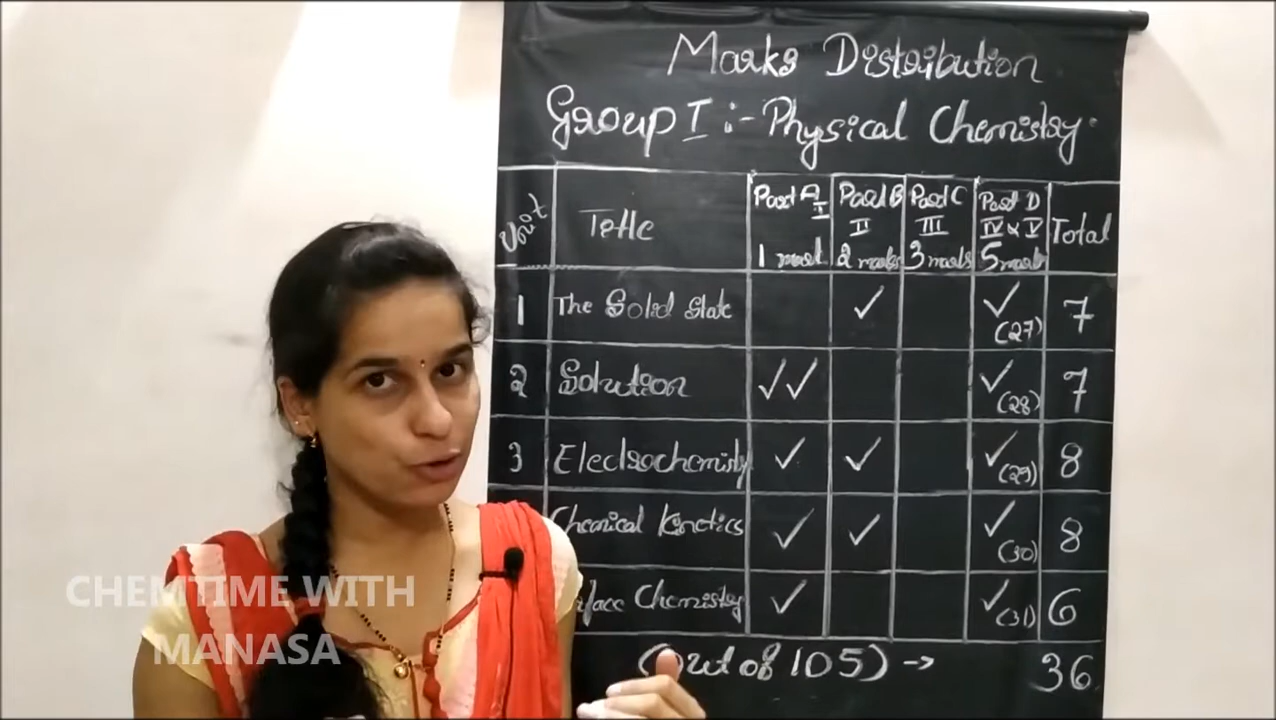 Marks Distribution
Group I :- Physical Chemistry.
Unit Title Part A I 1 mark Part B II 2 marks Part C III 3 marks Part D IV & V 5 marks Total
1 The Solid State ✓ ✓ (27) 7
2 Solution ✓✓ ✓ (28) 7
3 Electrochemistry ✓ ✓ ✓ (29) 8
Chemical Kinetics ✓ ✓ ✓ (30) 8
rface Chemistry ✓ ✓ (31) 6
(Out of 105) → 36
CHEMTIME WITH
MANASA